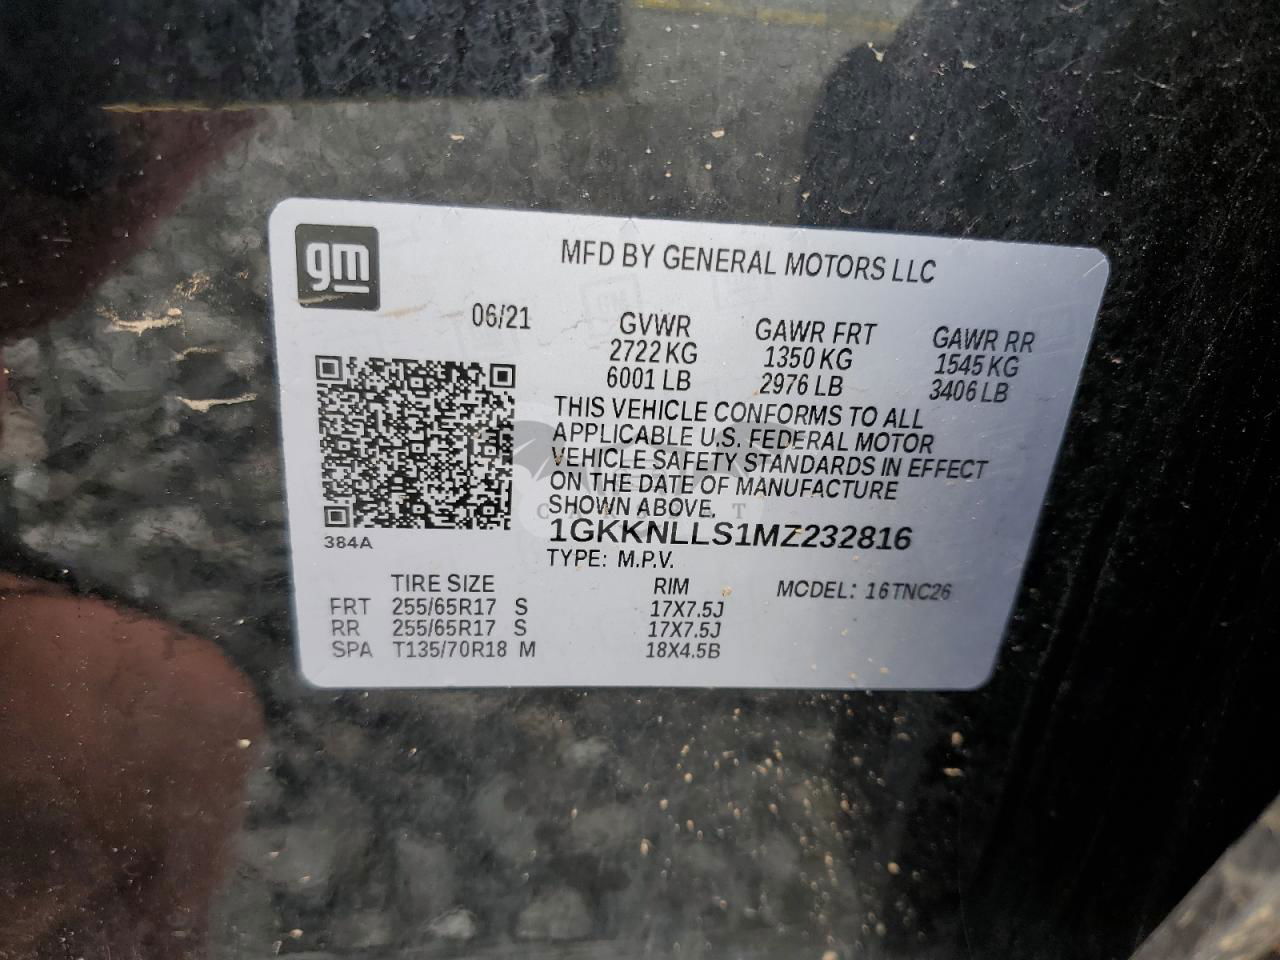 gm
MFD BY GENERAL MOTORS LLC
06/21
GVWR GAWR FRT GAWR RR
2722 KG 1350 KG 1545 KG
6001 LB 2976 LB 3406 LB
THIS VEHICLE CONFORMS TO ALL
APPLICABLE U.S. FEDERAL MOTOR
VEHICLE SAFETY STANDARDS IN EFFECT
ON THE DATE OF MANUFACTURE
SHOWN ABOVE.
1GKKNLLS1MZ232816
384A
TYPE: M.P.V.
TIRE SIZE RIM MODEL: 16TNC26
FRT 255/65R17 S 17X7.5J
RR 255/65R17 S 17X7.5J
SPA T135/70R18 M 18X4.5B